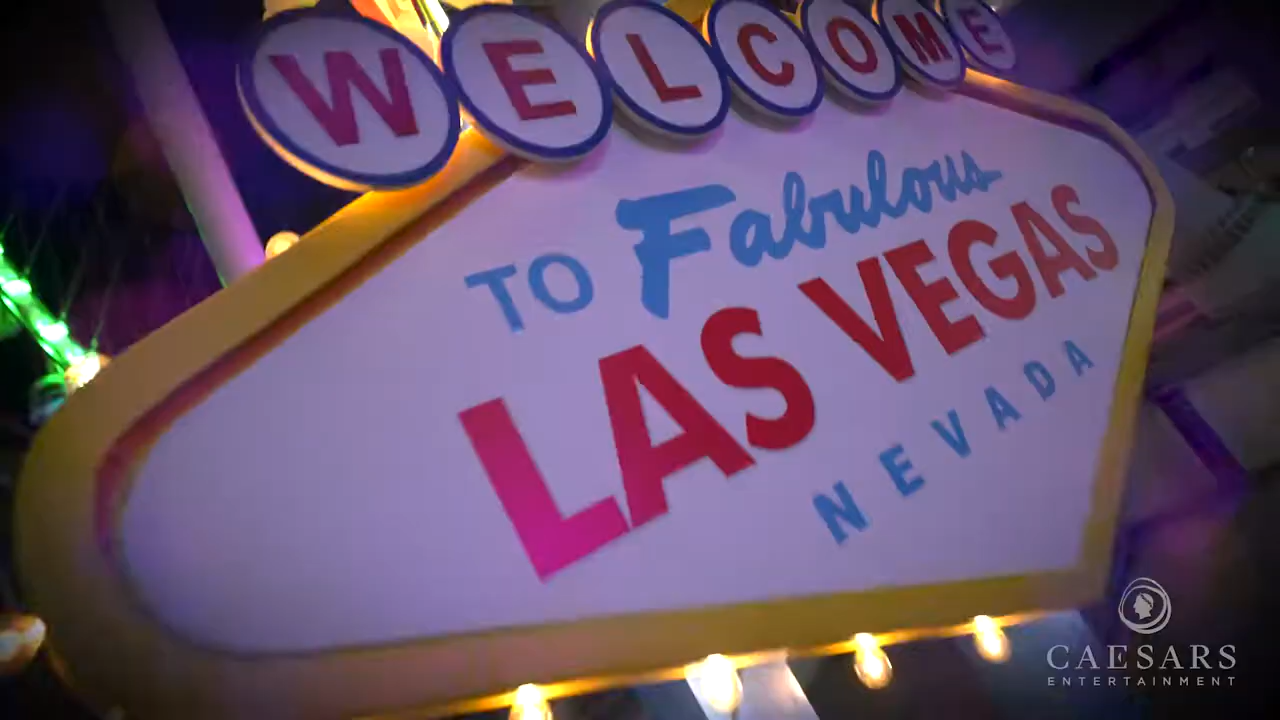 WELCOME
TO Fabulous
LAS VEGAS
NEVADA
CAESARS
ENTERTAINMENT